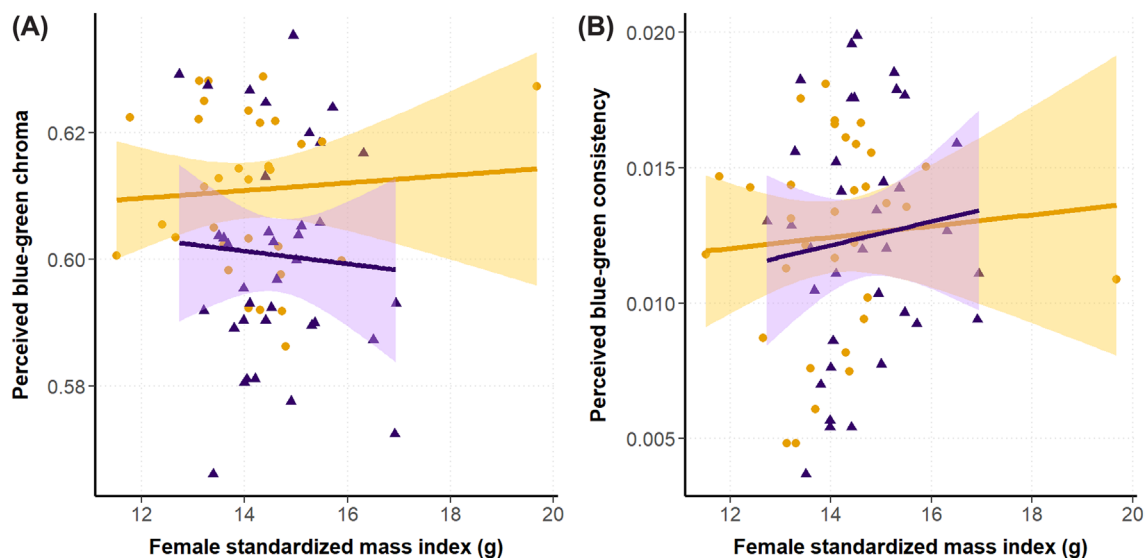 (A)
Perceived blue-green chroma
0.62
0.60
0.58
12
14
16
18
20
Female standardized mass index (g)
(B)
Perceived blue-green consistency
0.020
0.015
0.010
0.005
12
14
16
18
20
Female standardized mass index (g)